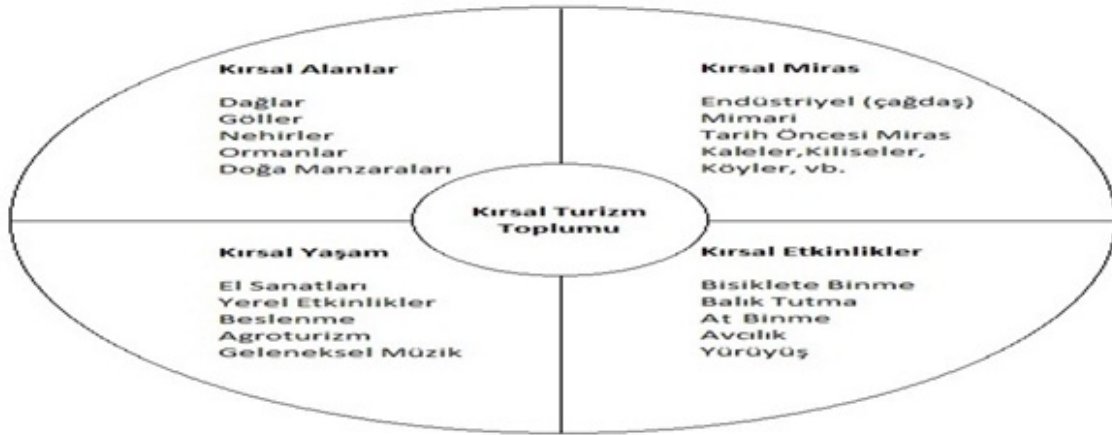 Kırsal Alanlar
Dağlar
Göller
Nehirler
Ormanlar
Doğa Manzaraları
Kırsal Miras
Endüstriyel (çağdaş)
Mimari
Tarih Öncesi Miras
Kaleler,Kiliseler,
Köyler, vb.
Kırsal Turizm
Toplumu
Kırsal Yaşam
El Sanatları
Yerel Etkinlikler
Beslenme
Agroturizm
Geleneksel Müzik
Kırsal Etkinlikler
Bisiklete Binme
Balık Tutma
At Binme
Avcılık
Yürüyüş